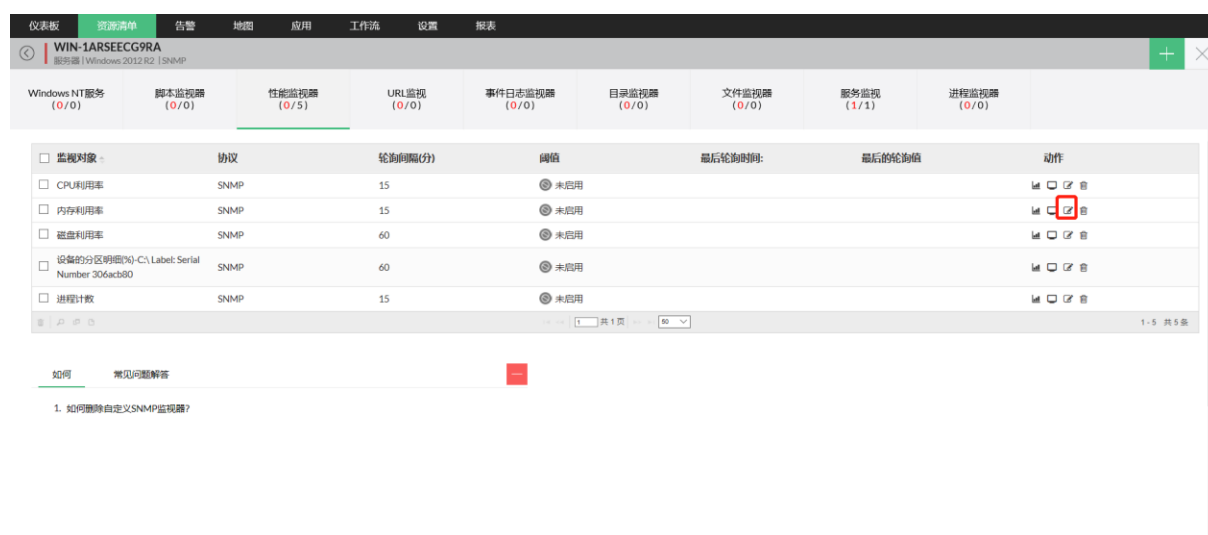 仪表板 资源清单 告警 地图 应用 工作流 设置 报表
WIN-1ARSEECG9RA
服务器 | Windows 2012 R2 | SNMP
Windows NT服务 脚本监视器 性能监视器 URL监视 事件日志监视器 目录监视器 文件监视器 服务监视 进程监视器
(0/0) (0/0) (0/5) (0/0) (0/0) (0/0) (0/0) (1/1) (0/0)
监视对象 协议 轮询间隔(分) 阈值 最后轮询时间: 最后的轮询值 动作
CPU利用率 SNMP 15 未启用
内存利用率 SNMP 15 未启用
磁盘利用率 SNMP 60 未启用
设备的分区明细(%)-C:\ Label: Serial
Number 306acb80 SNMP 60 未启用
进程计数 SNMP 15 未启用
1 共 1 页 50 1 - 5 共 5 条
如何 常见问题解答
1. 如何删除自定义SNMP监视器?